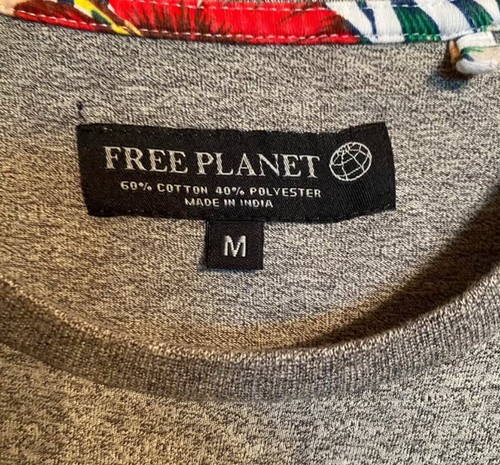 FREE PLANET
60% COTTON 40% POLYESTER
MADE IN INDIA
M